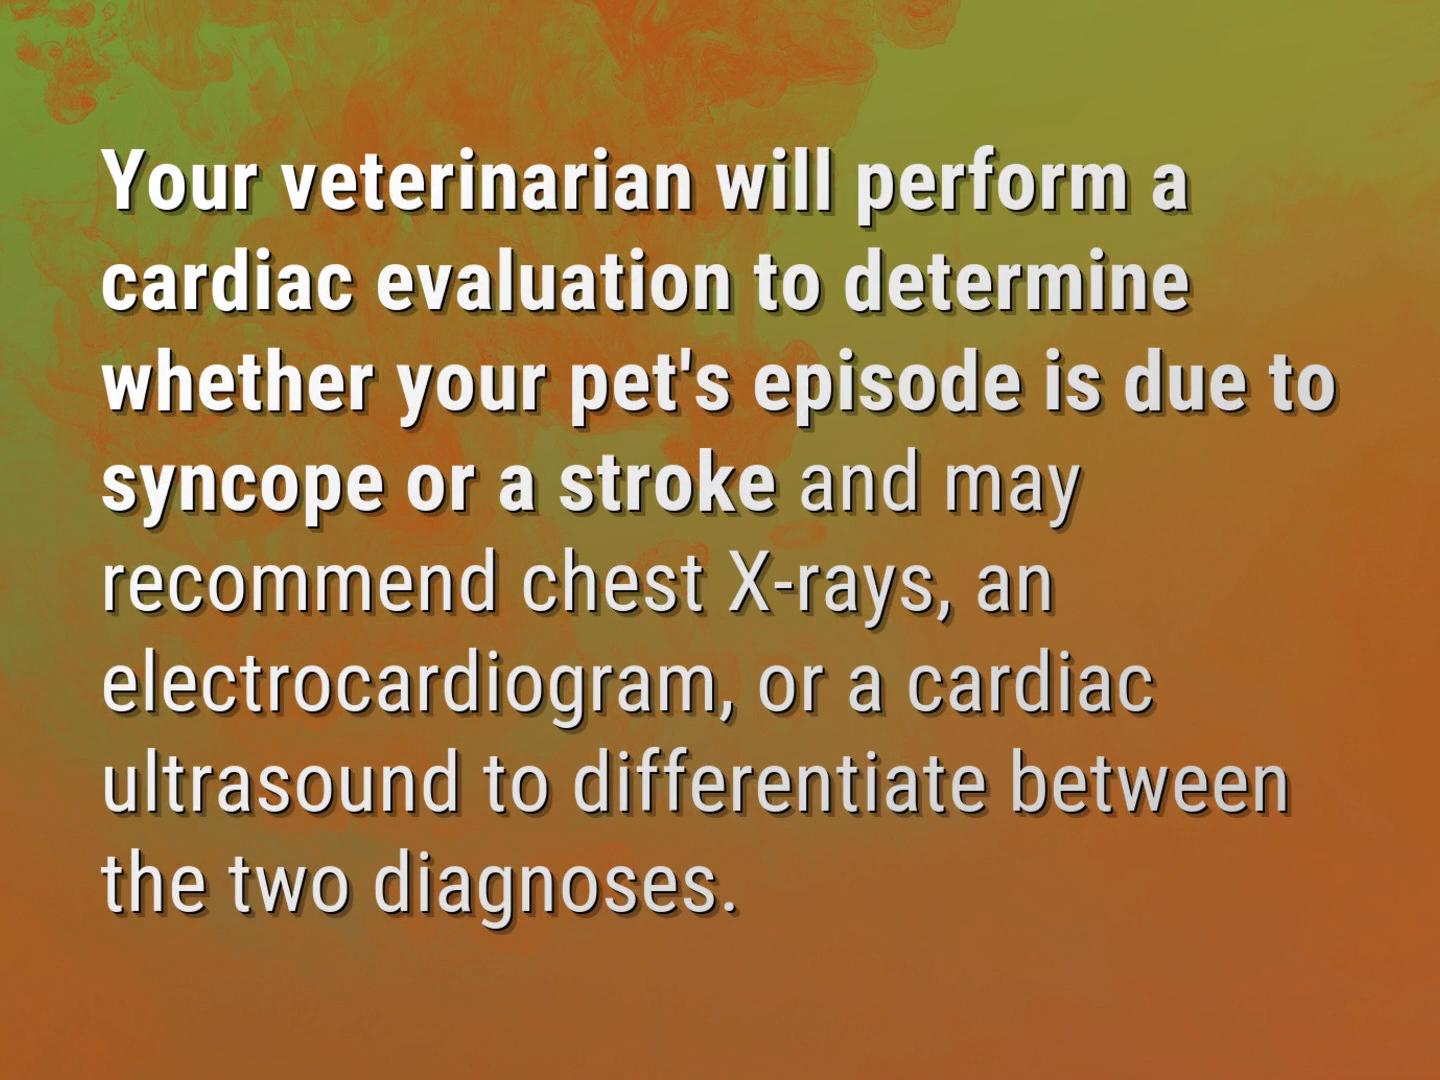 Your veterinarian will perform a
cardiac evaluation to determine
whether your pet's episode is due to
syncope or a stroke and may
recommend chest X-rays, an
electrocardiogram, or a cardiac
ultrasound to differentiate between
the two diagnoses.